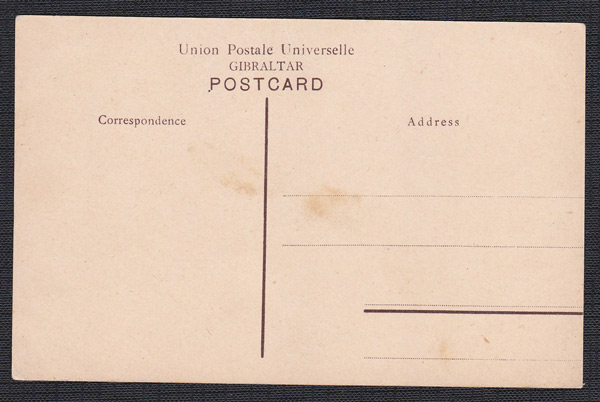 Union Postale Universelle
GIBRALTAR
POSTCARD
Correspondence
Address